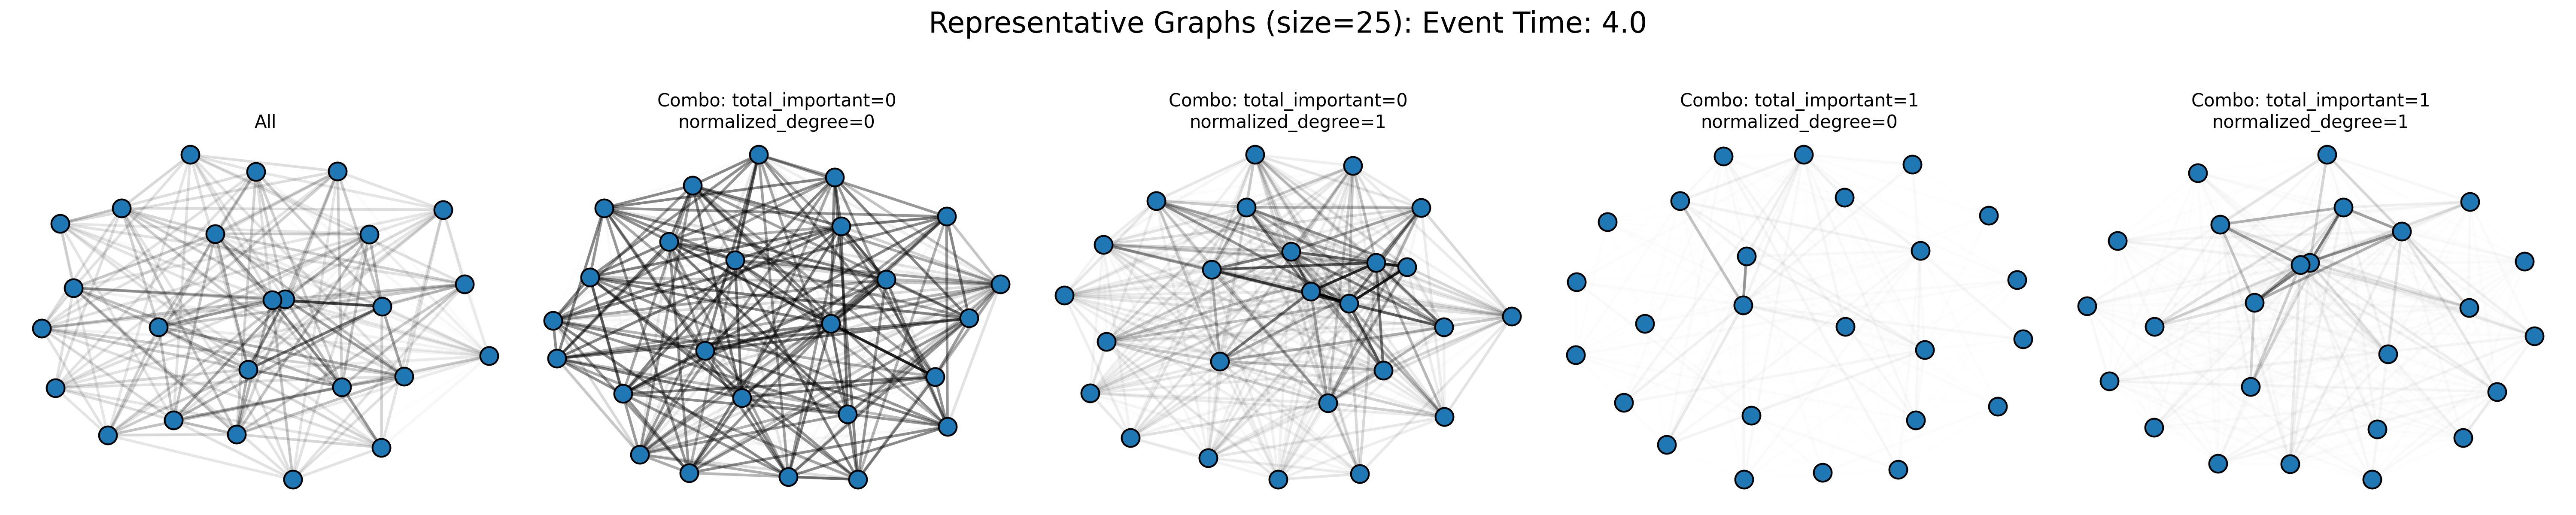 Representative Graphs (size=25): Event Time: 4.0
All
Combo: total_important=0
normalized_degree=0
Combo: total_important=0
normalized_degree=1
Combo: total_important=1
normalized_degree=0
Combo: total_important=1
normalized_degree=1